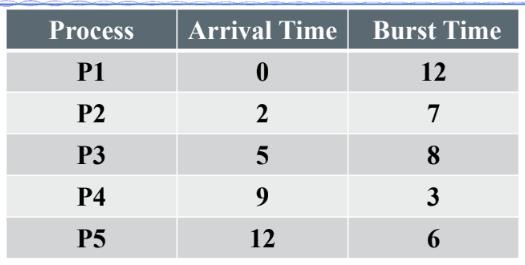 Process Arrival Time Burst Time
P1 0 12
P2 2 7
P3 5 8
P4 9 3
P5 12 6